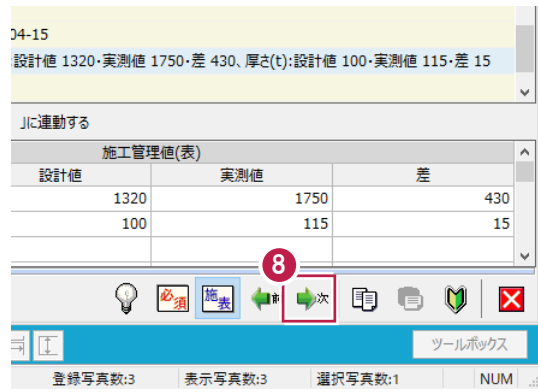 04-15
設計値 1320・実測値 1750・差 430、厚さ(t):設計値 100・実測値 115・差 15
」に連動する
施工管理値(表)
設計値 実測値 差
1320 1750 430
100 115 15
8
必須 施表 前 次
ツールボックス
登録写真数:3 表示写真数:3 選択写真数:1 NUM